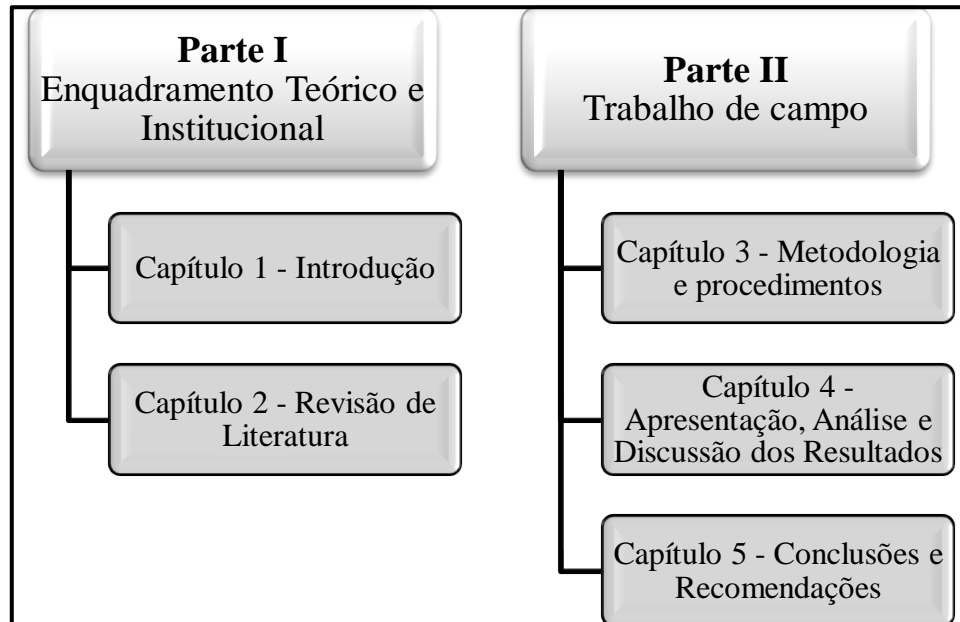 Parte I
Enquadramento Teórico e
Institucional
Capítulo 1 - Introdução
Capítulo 2 - Revisão de
Literatura
Parte II
Trabalho de campo
Capítulo 3 - Metodologia
e procedimentos
Capítulo 4 -
Apresentação, Análise e
Discussão dos Resultados
Capítulo 5 - Conclusões e
Recomendações